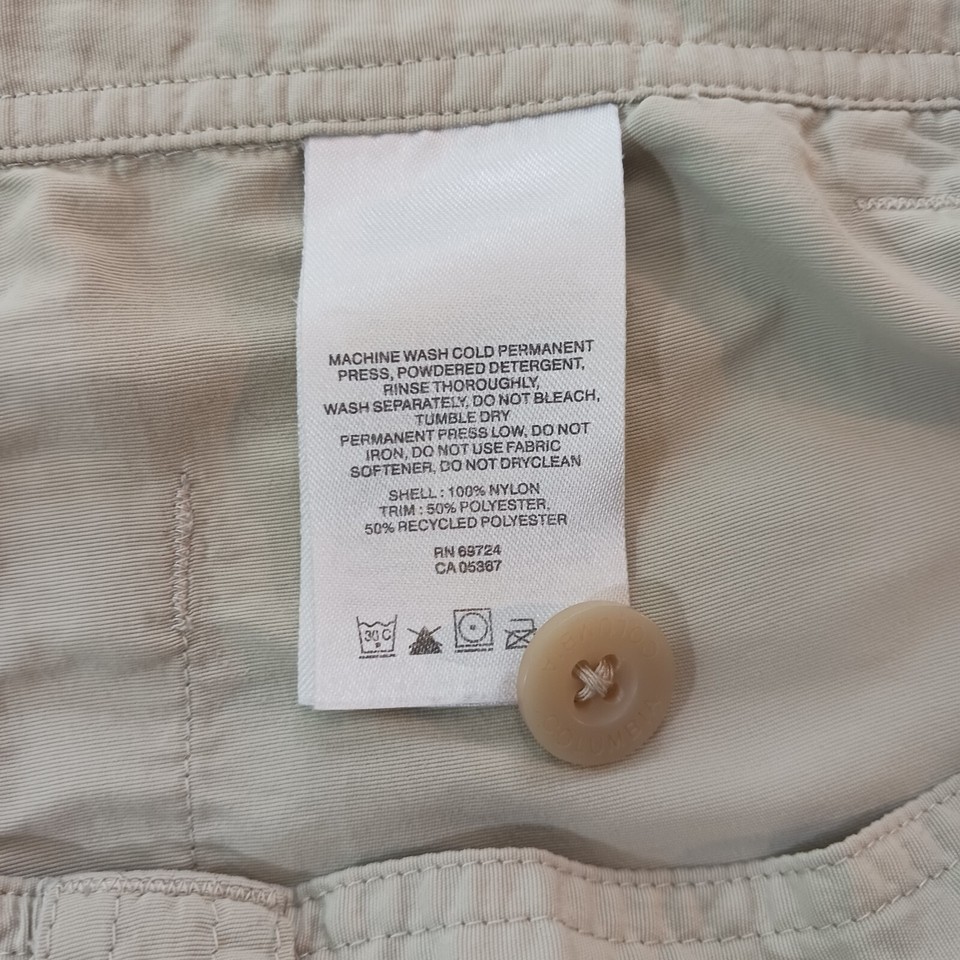 MACHINE WASH COLD PERMANENT
PRESS, POWDERED DETERGENT,
RINSE THOROUGHLY,
WASH SEPARATELY, DO NOT BLEACH,
TUMBLE DRY
PERMANENT PRESS LOW, DO NOT
IRON, DO NOT USE FABRIC
SOFTENER, DO NOT DRYCLEAN
SHELL : 100% NYLON
TRIM : 50% POLYESTER,
50% RECYCLED POLYESTER
RN 69724
CA 05367
30 C
COLUMBIA